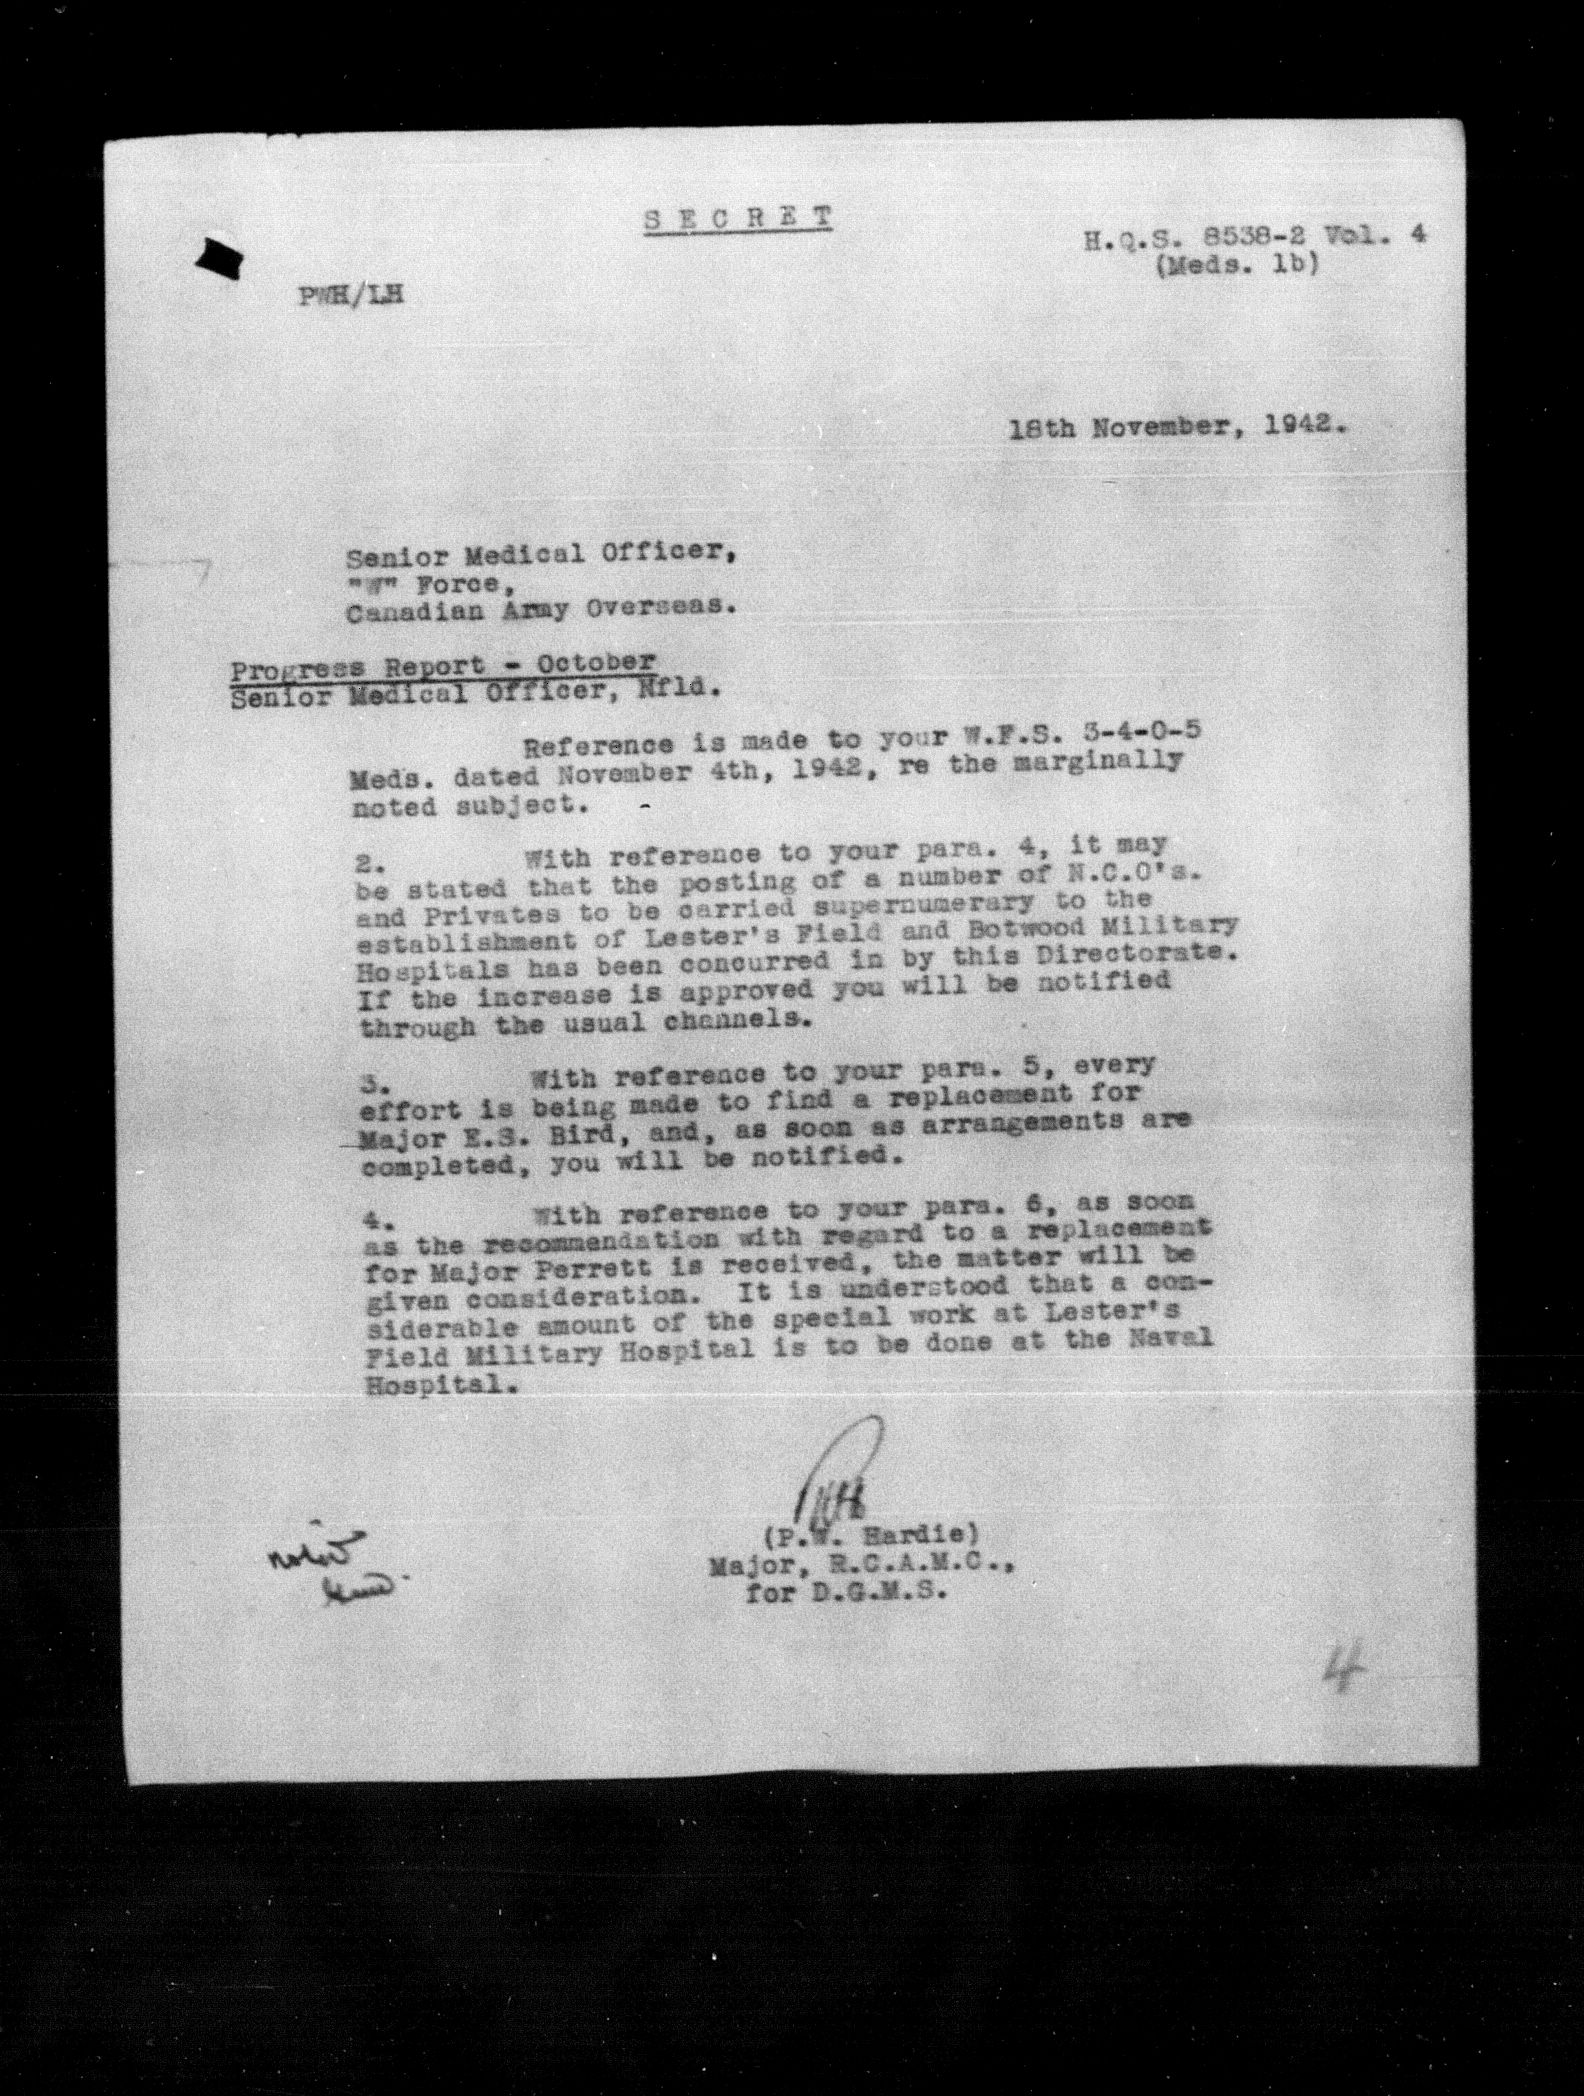 SECRET
H.Q.S. 8538-2 Vol. 4
(Meds. 1b)
PWH/LH
18th November, 1942.
Senior Medical Officer,
"W" Force,
Canadian Army Overseas.
Progress Report - October
Senior Medical Officer, Nfld.
Reference is made to your W.F.S. 3-4-0-5
Meds. dated November 4th, 1942, re the marginally
noted subject. -
2. With reference to your para. 4, it may
be stated that the posting of a number of N.C.O's.
and Privates to be carried supernumerary to the
establishment of Lester's Field and Botwood Military
Hospitals has been concurred in by this Directorate.
If the increase is approved you will be notified
through the usual channels.
3. With reference to your para. 5, every
effort is being made to find a replacement for
Major E.S. Bird, and, as soon as arrangements are
completed, you will be notified.
4. With reference to your para. 6, as soon
as the recommendation with regard to a replacement
for Major Perrett is received, the matter will be
given consideration. It is understood that a con-
siderable amount of the special work at Lester's
Field Military Hospital is to be done at the Naval
Hospital.
PWH
(P.W. Hardie)
Major, R.C.A.M.C.,
for D.G.M.S.
4